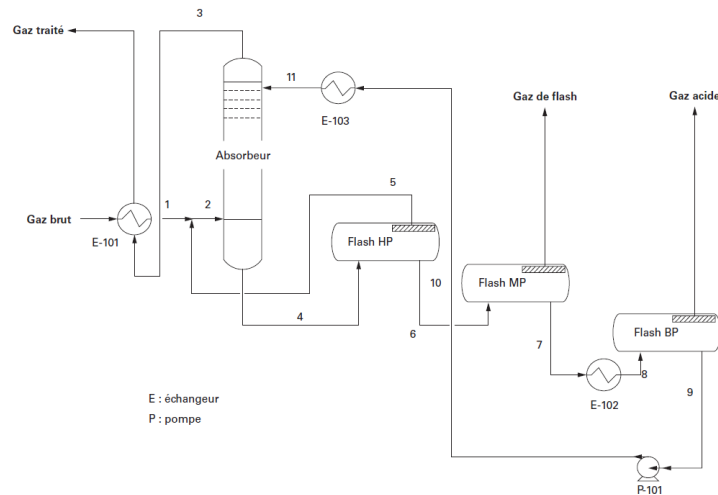 3
Gaz traité
11
Gaz de flash
Gaz acide
E-103
Absorbeur
5
Gaz brut
1
2
E-101
Flash HP
10
Flash MP
4
6
7
Flash BP
8
9
E-102
E : échangeur
P : pompe
P-101